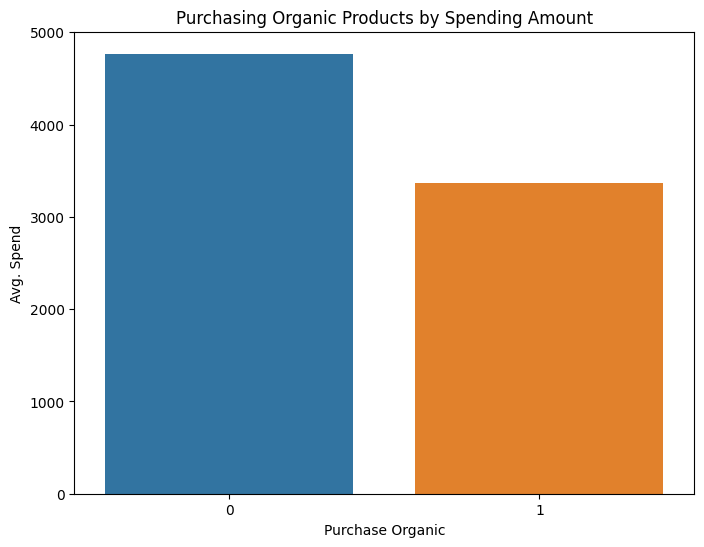 Purchasing Organic Products by Spending Amount
5000
4000
3000
2000
1000
0
Avg. Spend
0 1
Purchase Organic